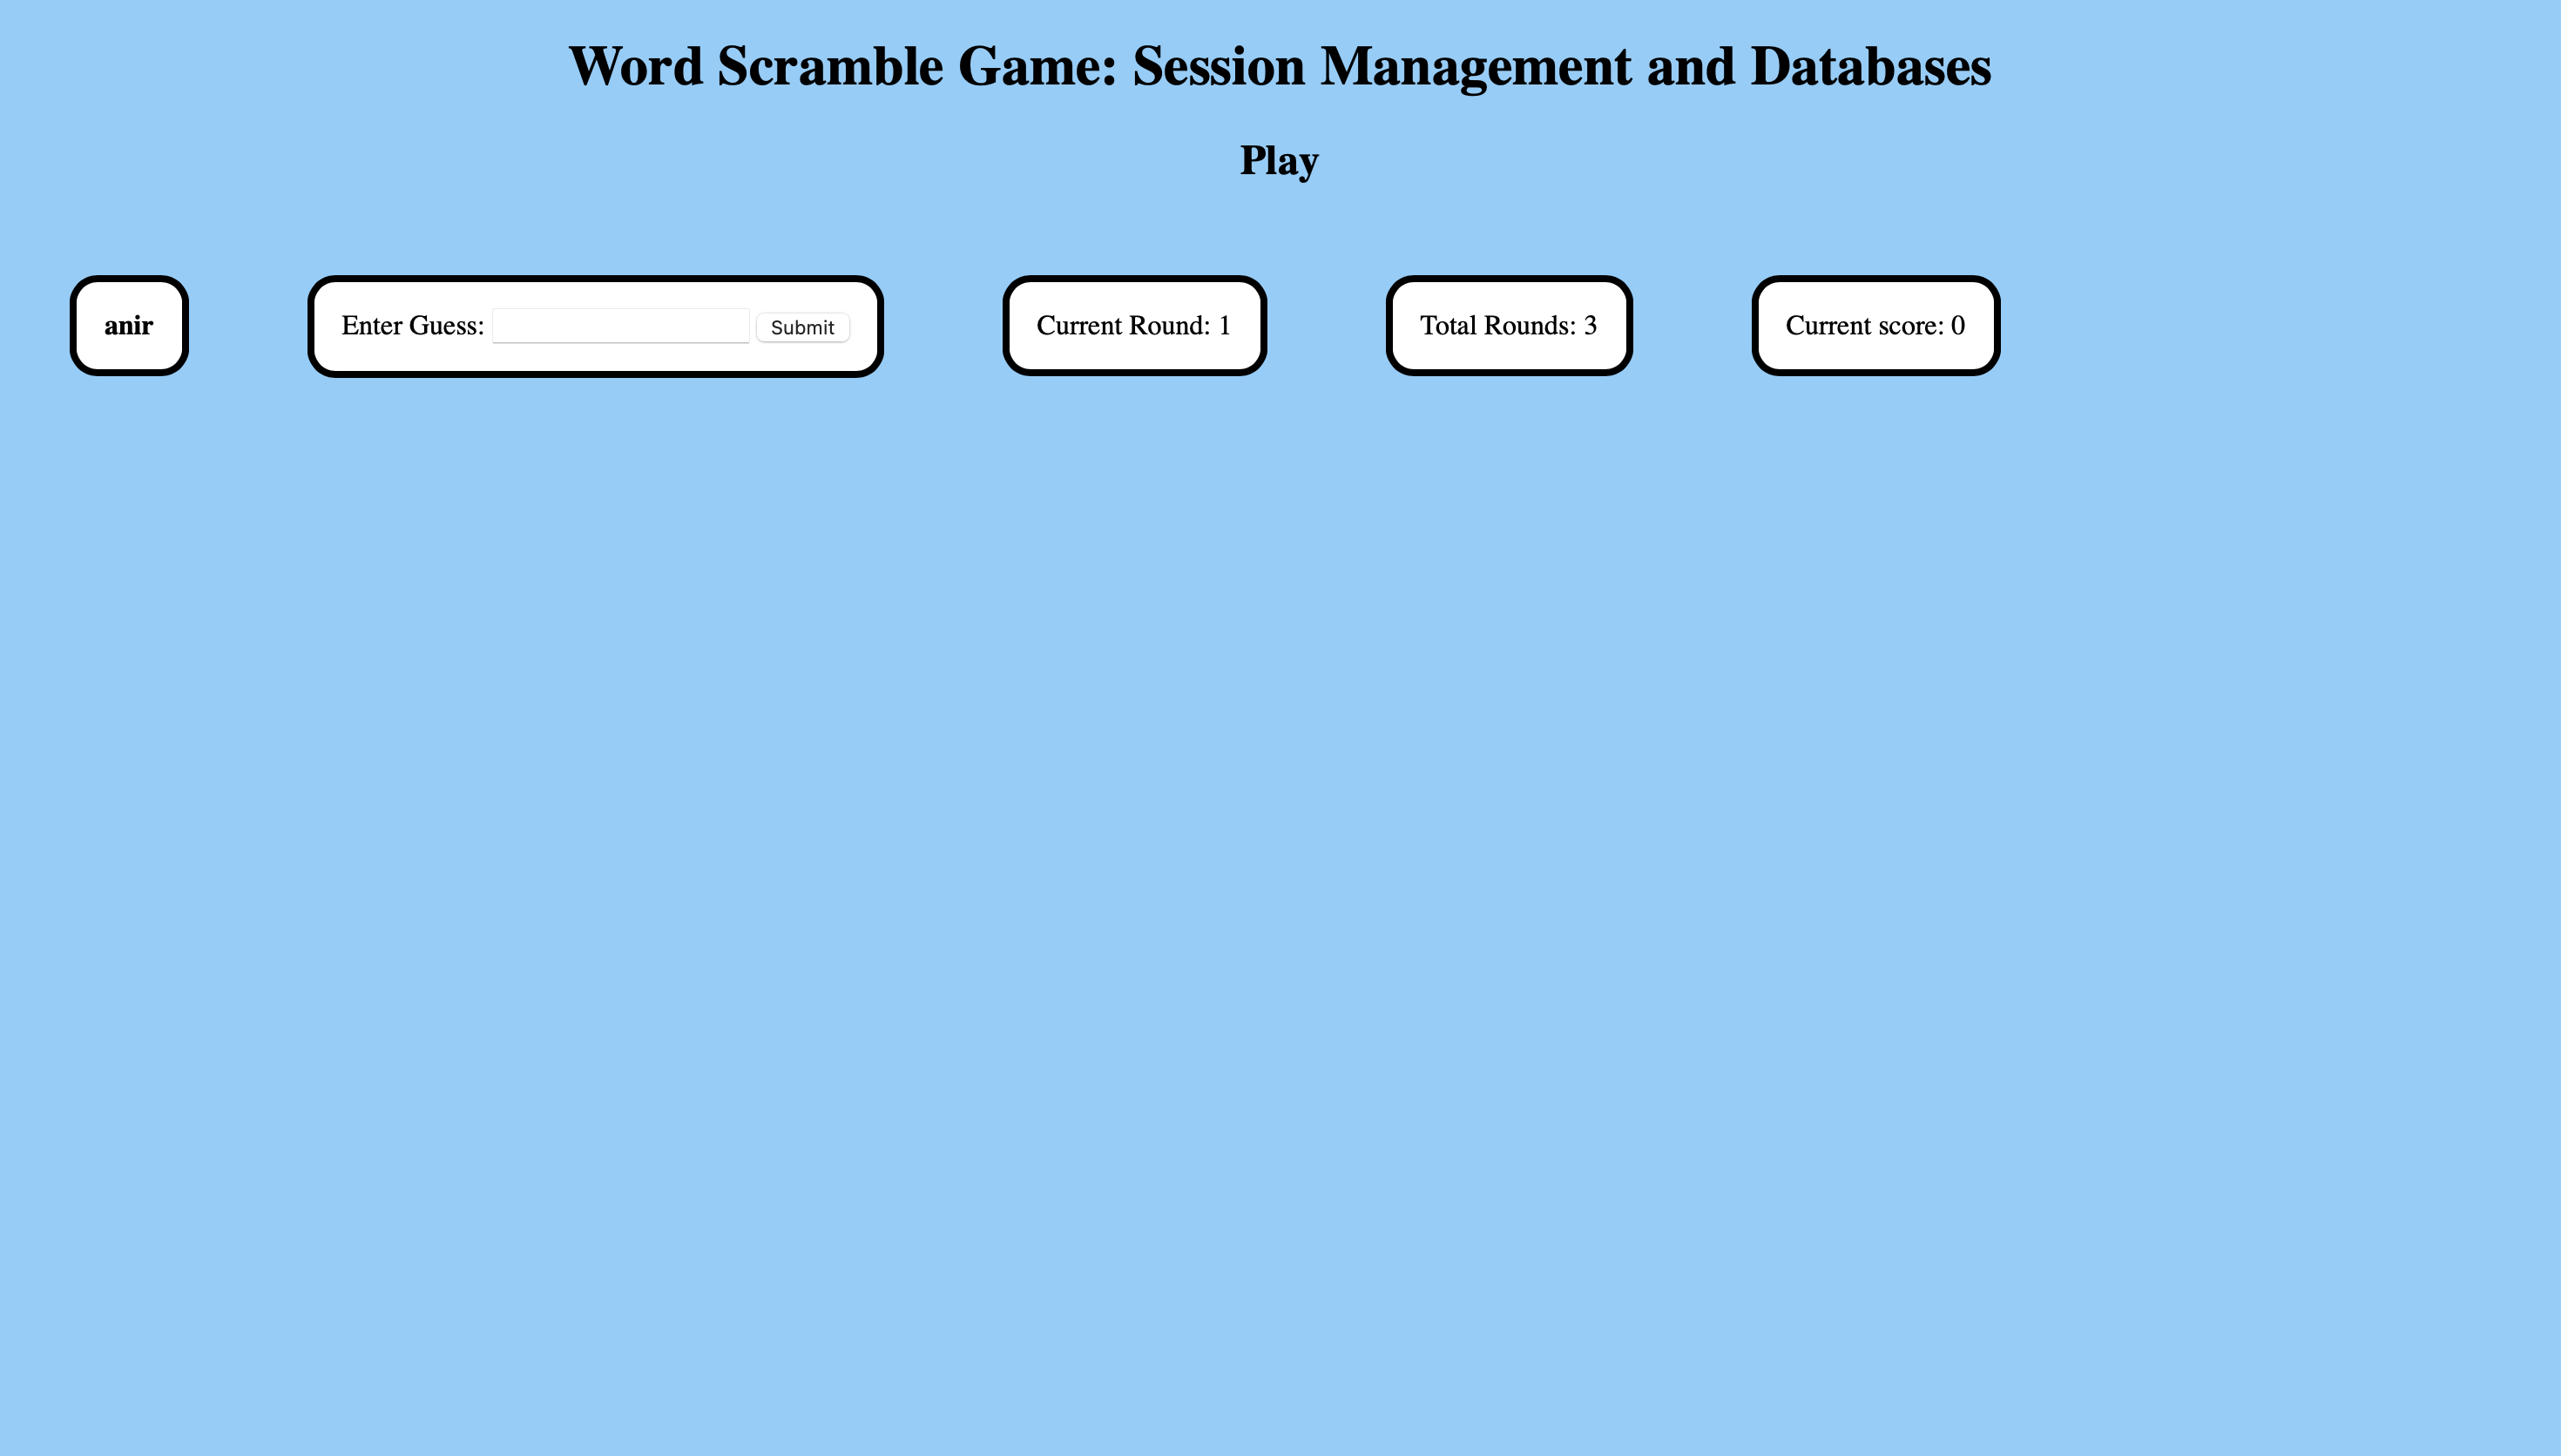 Word Scramble Game: Session Management and Databases
Play
anir
Enter Guess: Submit
Current Round: 1
Total Rounds: 3
Current score: 0